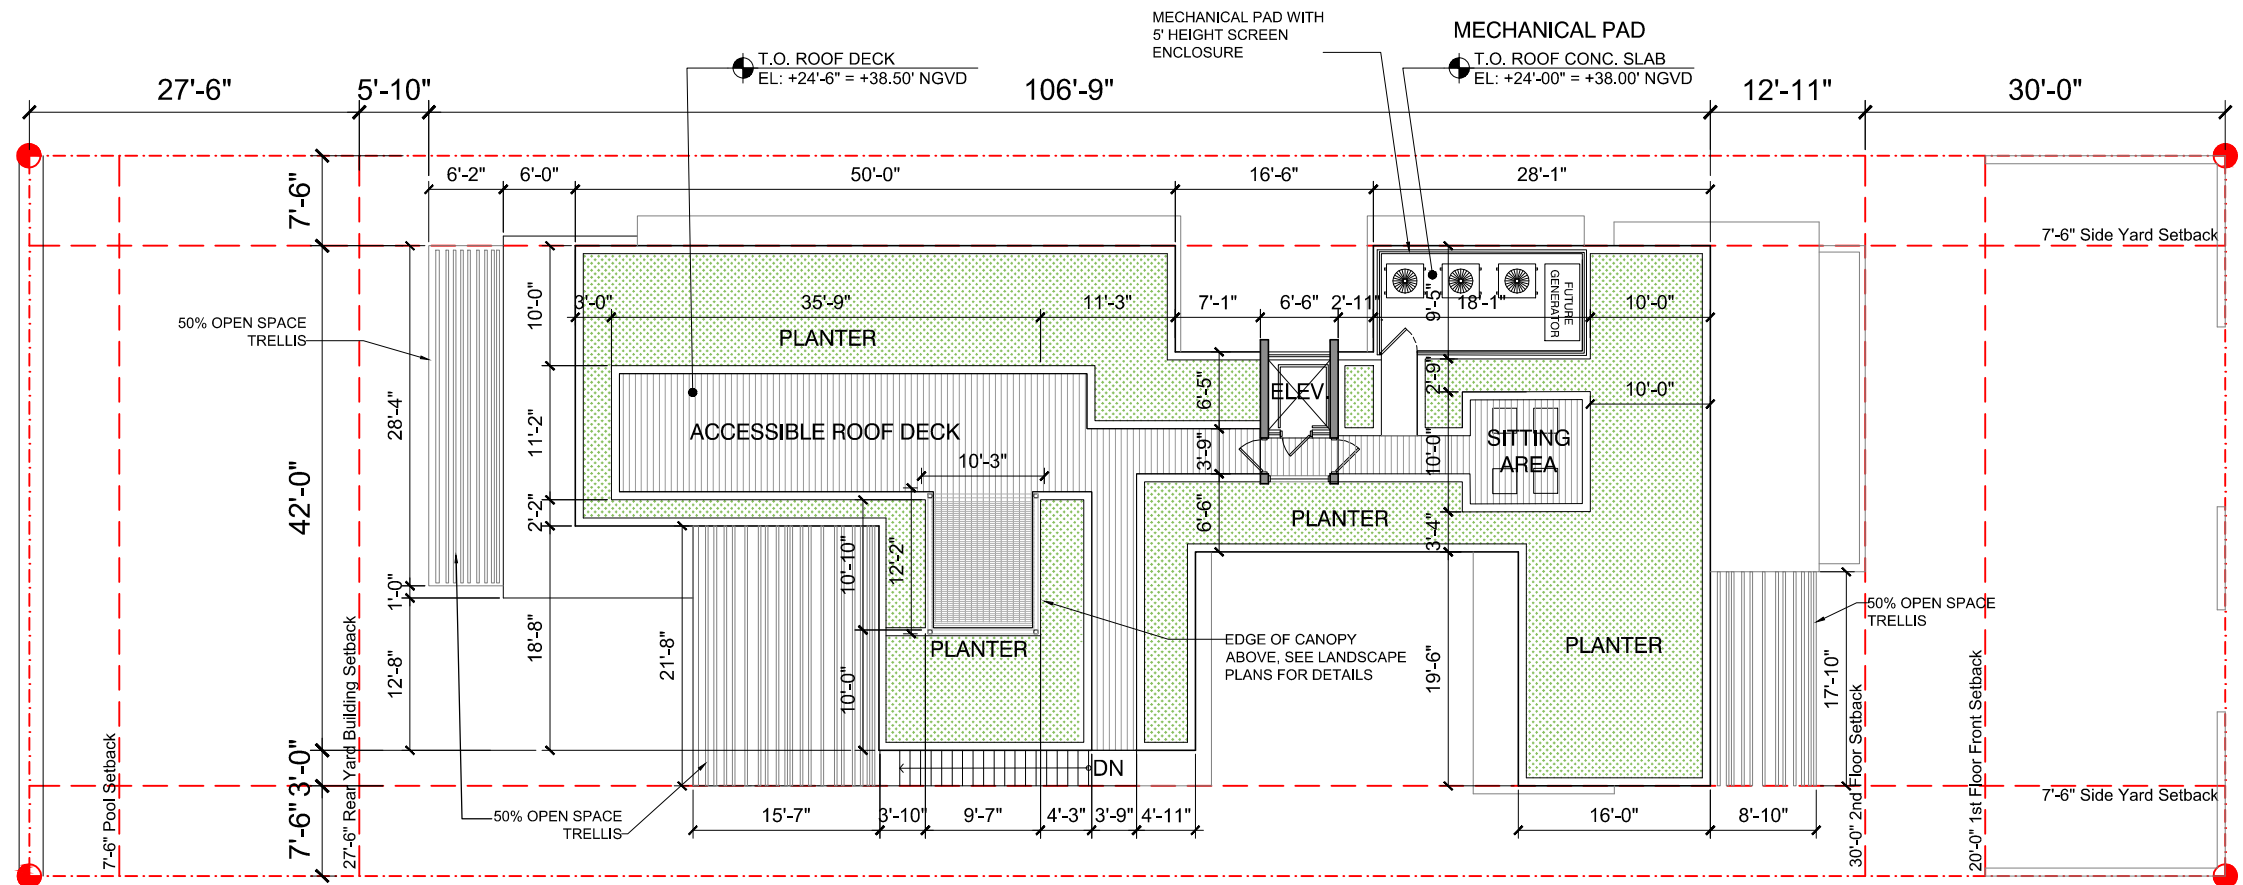 MECHANICAL PAD WITH
5' HEIGHT SCREEN
ENCLOSURE
MECHANICAL PAD
T.O. ROOF DECK
EL: +24'-6" = +38.50' NGVD
T.O. ROOF CONC. SLAB
EL: +24'-00" = +38.00' NGVD
27'-6"
5'-10"
106'-9"
12'-11"
30'-0"
6'-2"
6'-0"
50'-0"
16'-6"
28'-1"
7'-6"
7'-6" Side Yard Setback
10'-0"
3'-0"
35'-9"
11'-3"
7'-1"
6'-6"
2'-11"
9'-5"
18'-1"
10'-0"
FUTURE
GENERATOR
50% OPEN SPACE
TRELLIS
PLANTER
28'-4"
11'-2"
6'-5"
ELEV.
2'-9"
10'-0"
ACCESSIBLE ROOF DECK
SITTING
AREA
10'-3"
3'-9"
10'-0"
42'-0"
2'-2"
6'-6"
PLANTER
3'-4"
10'-10"
12'-2"
1'-0"
18'-8"
21'-8"
12'-8"
10'-0"
PLANTER
EDGE OF CANOPY
ABOVE, SEE LANDSCAPE
PLANS FOR DETAILS
19'-6"
PLANTER
50% OPEN SPACE
TRELLIS
17'-10"
3'-0"
DN
7'-6" Side Yard Setback
7'-6"
50% OPEN SPACE
TRELLIS
15'-7"
3'-10"
9'-7"
4'-3"
3'-9"
4'-11"
16'-0"
8'-10"
7'-6" Pool Setback
27'-6" Rear Yard Building Setback
30'-0" 2nd Floor Setback
20'-0" 1st Floor Front Setback